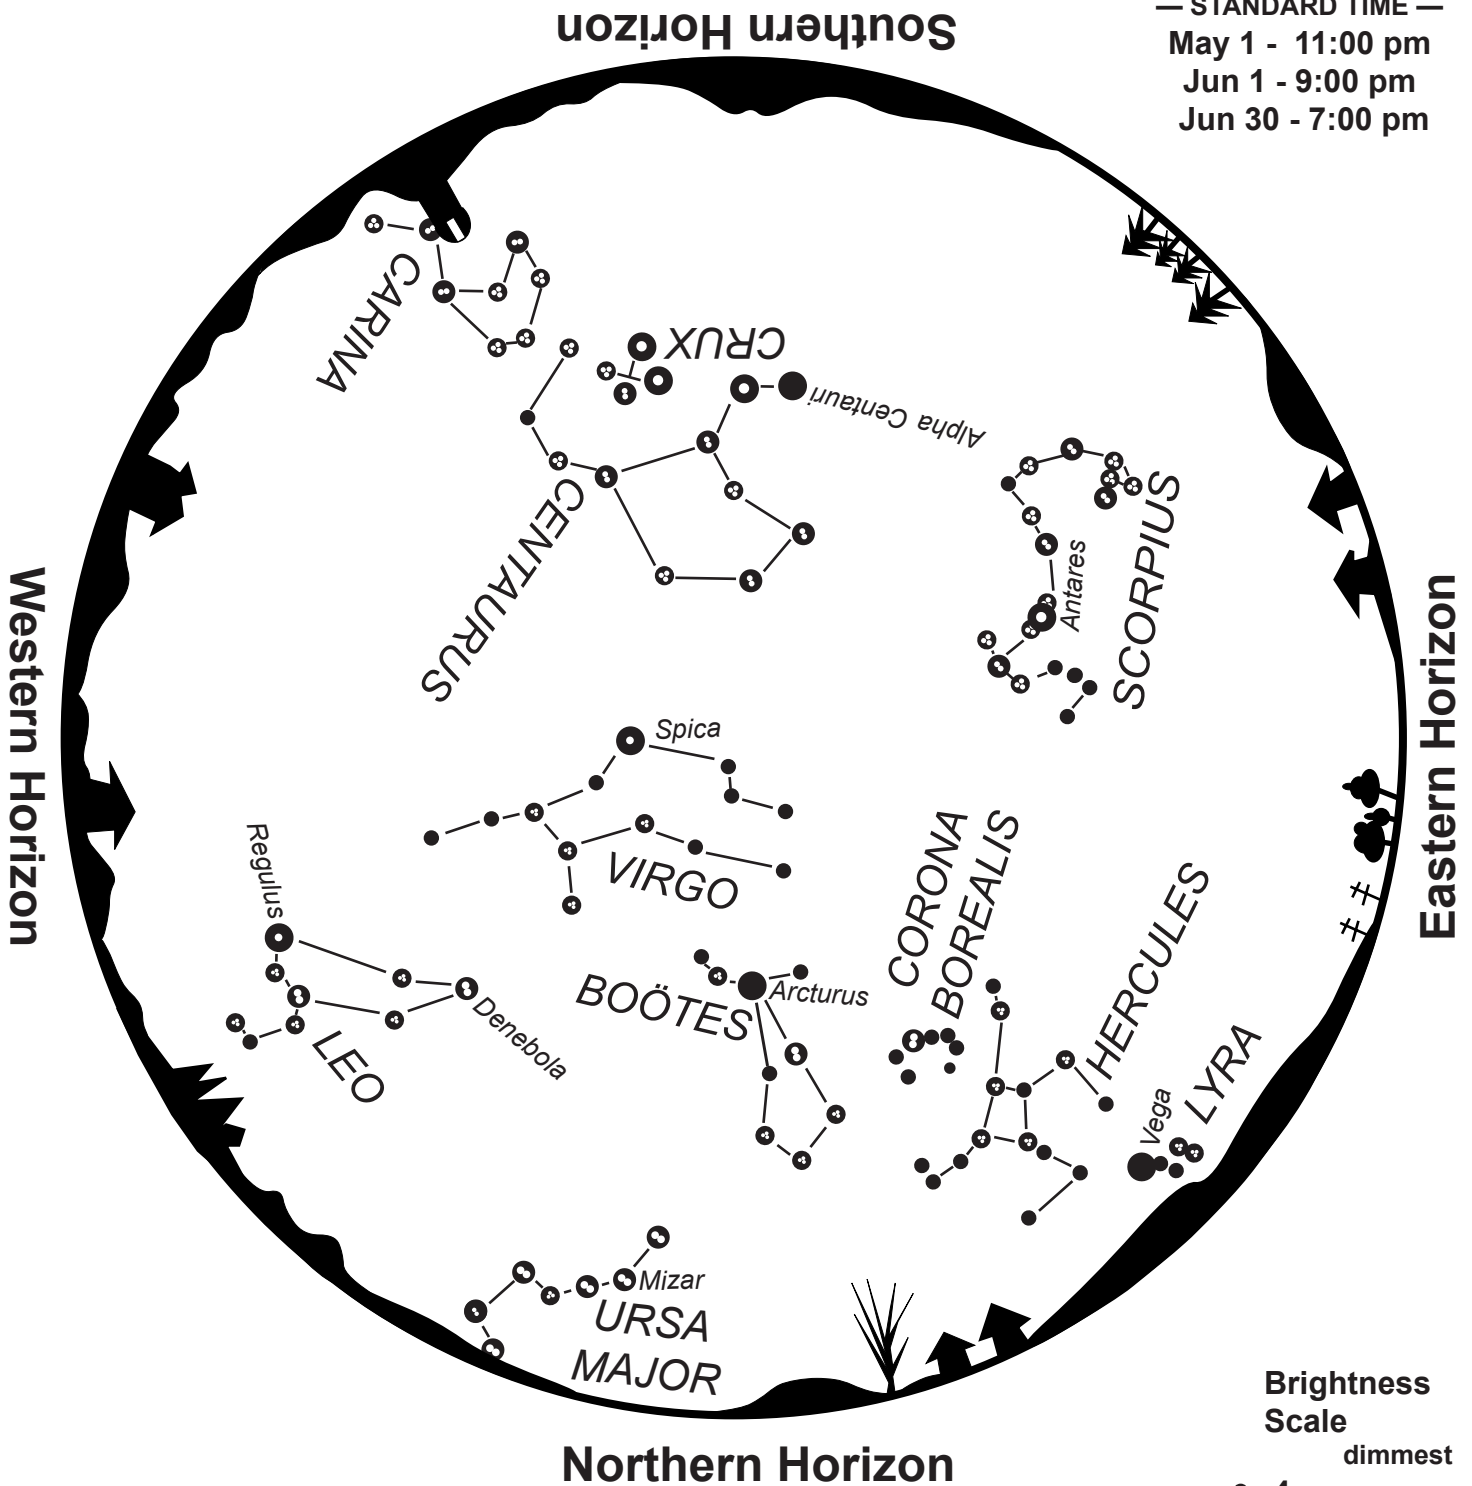 Southern Horizon
— STANDARD TIME —
May 1 - 11:00 pm
Jun 1 - 9:00 pm
Jun 30 - 7:00 pm
CARINA
CRUX
Alpha Centauri
CENTAURUS
Antares
SCORPIUS
Western Horizon
Eastern Horizon
Spica
VIRGO
Regulus
LEO
Denebola
BOÖTES
Arcturus
CORONA
BOREALIS
HERCULES
Vega
LYRA
Mizar
URSA
MAJOR
Northern Horizon
Brightness
Scale
dimmest